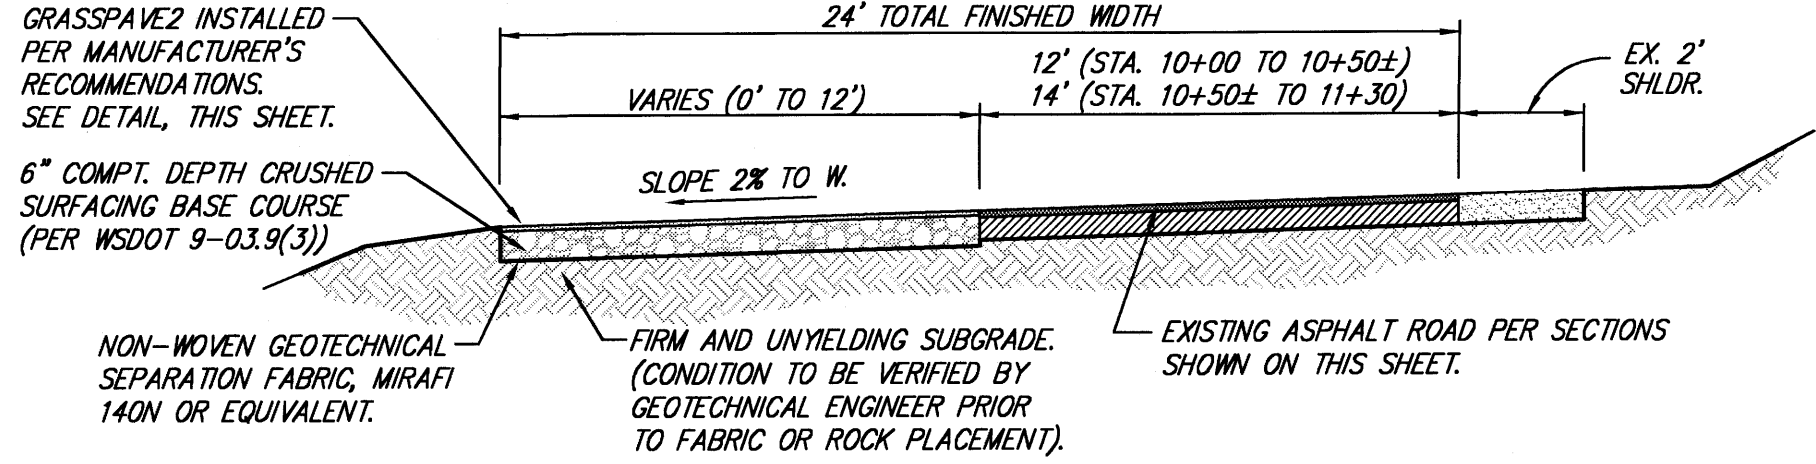 GRASSPAVE2 INSTALLED
PER MANUFACTURER'S
RECOMMENDATIONS.
SEE DETAIL, THIS SHEET.
24' TOTAL FINISHED WIDTH
12' (STA. 10+00 TO 10+50±)
14' (STA. 10+50± TO 11+30)
VARIES (0' TO 12')
EX. 2'
SHLDR.
6" COMPT. DEPTH CRUSHED
SURFACING BASE COURSE
(PER WSDOT 9-03.9(3))
SLOPE 2% TO W.
NON-WOVEN GEOTECHNICAL
SEPARATION FABRIC, MIRAFI
140N OR EQUIVALENT.
FIRM AND UNYIELDING SUBGRADE.
(CONDITION TO BE VERIFIED BY
GEOTECHNICAL ENGINEER PRIOR
TO FABRIC OR ROCK PLACEMENT).
EXISTING ASPHALT ROAD PER SECTIONS
SHOWN ON THIS SHEET.